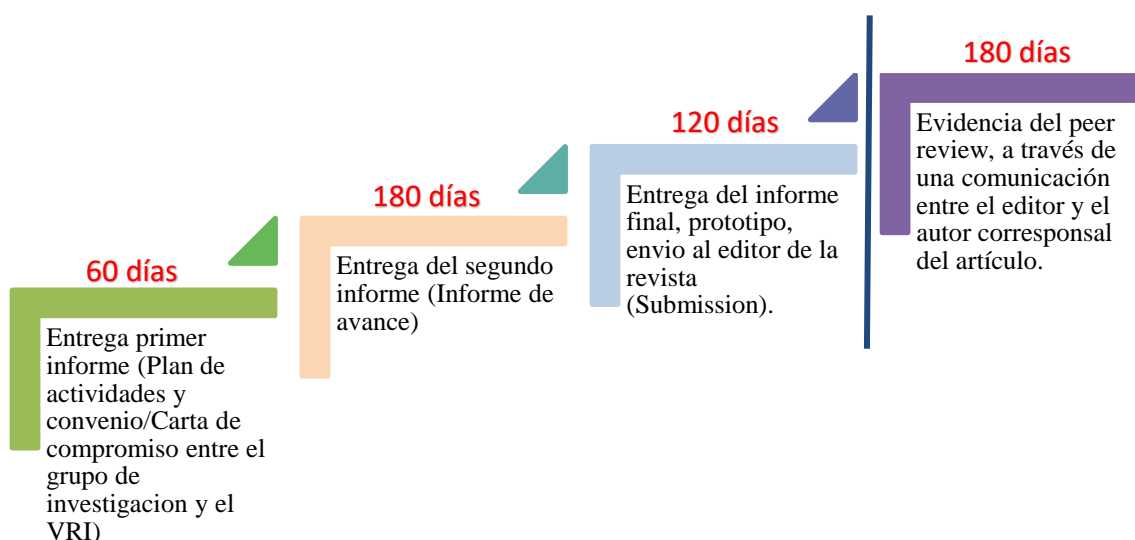 60 días
Entrega primer
informe (Plan de
actividades y
convenio/Carta de
compromiso entre el
grupo de
investigacion y el
VRI)
180 días
Entrega del segundo
informe (Informe de
avance)
120 días
Entrega del informe
final, prototipo,
envio al editor de la
revista
(Submission).
180 días
Evidencia del peer
review, a través de
una comunicación
entre el editor y el
autor corresponsal
del artículo.